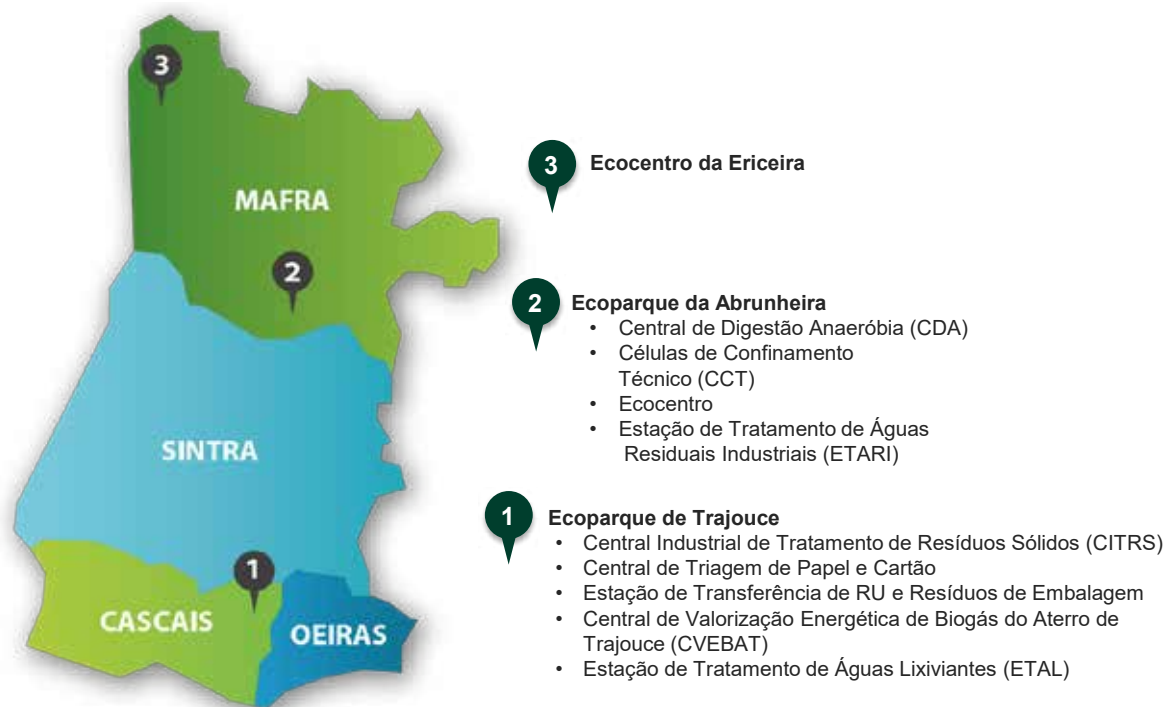 3
MAFRA
2
SINTRA
1
CASCAIS
OEIRAS
3 Ecocentro da Ericeira
2 Ecoparque da Abrunheira
• Central de Digestão Anaeróbia (CDA)
• Células de Confinamento
Técnico (CCT)
• Ecocentro
• Estação de Tratamento de Águas
Residuais Industriais (ETARI)
1 Ecoparque de Trajouce
• Central Industrial de Tratamento de Resíduos Sólidos (CITRS)
• Central de Triagem de Papel e Cartão
• Estação de Transferência de RU e Resíduos de Embalagem
• Central de Valorização Energética de Biogás do Aterro de
Trajouce (CVEBAT)
• Estação de Tratamento de Águas Lixiviantes (ETAL)